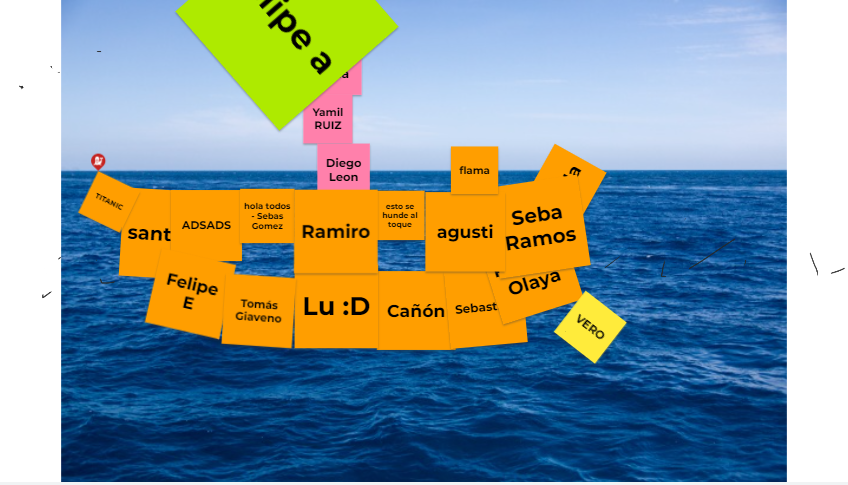 lipe a
a
Yamil
RUIZ
Diego
Leon
flama
TITANIC
sant
ADSADS
hola todos
- Sebas
Gomez
Ramiro
esto se
hunde al
toque
agusti
Seba
Ramos
Felipe
E
Tomás
Giaveno
Lu :D
Cañón
Sebast
Olaya
VERO